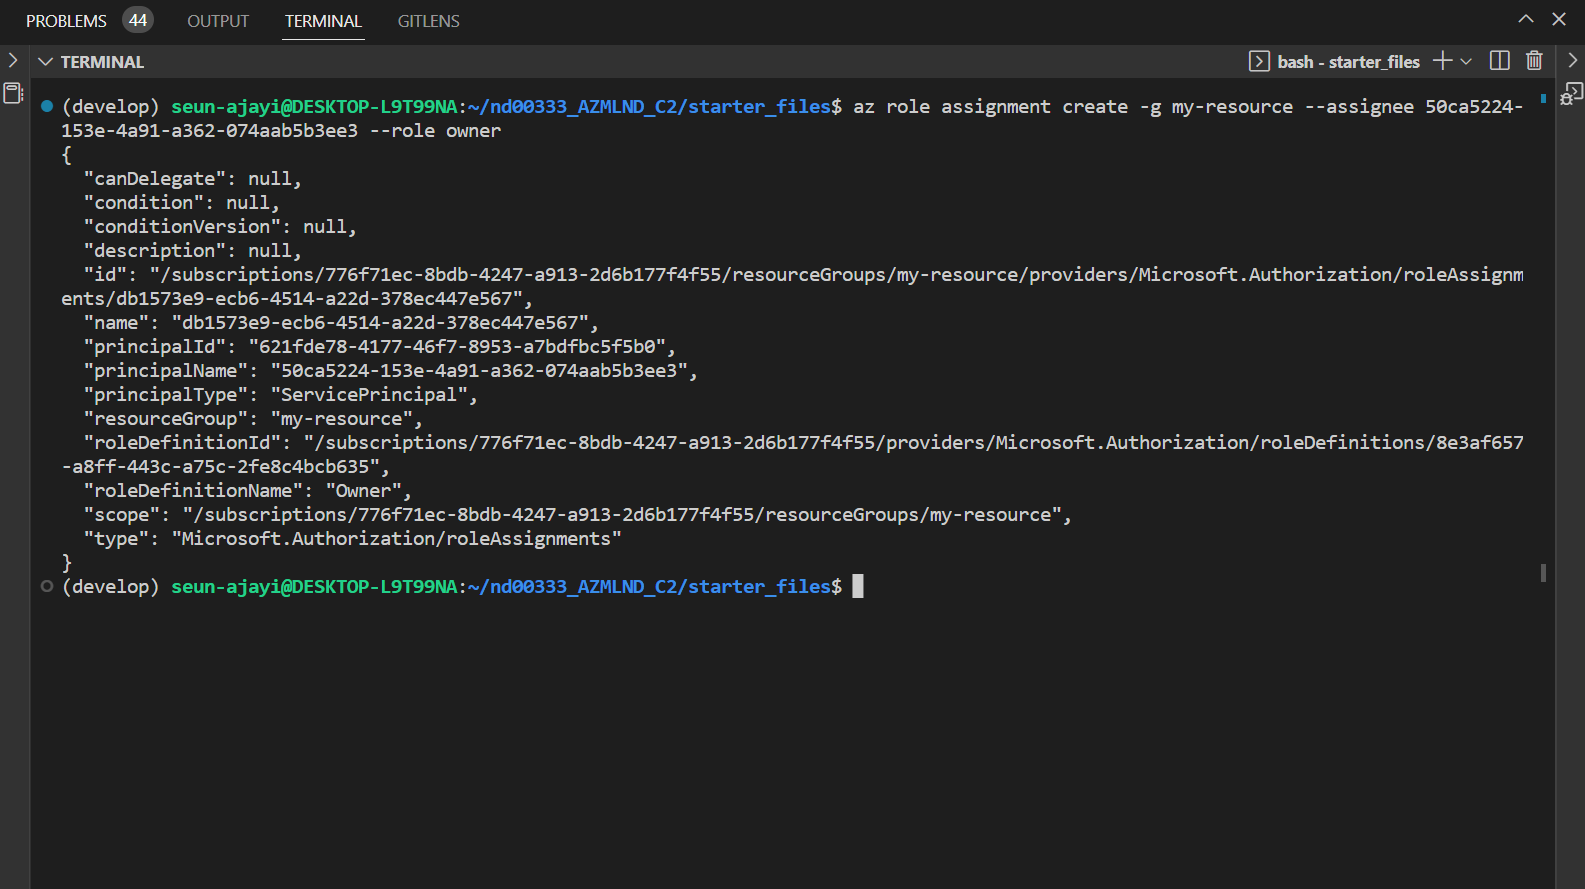 PROBLEMS 44 OUTPUT TERMINAL GITLENS
TERMINAL bash - starter_files
(develop) seun-ajayi@DESKTOP-L9T99NA:~/nd00333_AZMLND_C2/starter_files$ az role assignment create -g my-resource --assignee 50ca5224-
153e-4a91-a362-074aab5b3ee3 --role owner
{
  "canDelegate": null,
  "condition": null,
  "conditionVersion": null,
  "description": null,
  "id": "/subscriptions/776f71ec-8bdb-4247-a913-2d6b177f4f55/resourceGroups/my-resource/providers/Microsoft.Authorization/roleAssignm
ents/db1573e9-ecb6-4514-a22d-378ec447e567",
  "name": "db1573e9-ecb6-4514-a22d-378ec447e567",
  "principalId": "621fde78-4177-46f7-8953-a7bdfbc5f5b0",
  "principalName": "50ca5224-153e-4a91-a362-074aab5b3ee3",
  "principalType": "ServicePrincipal",
  "resourceGroup": "my-resource",
  "roleDefinitionId": "/subscriptions/776f71ec-8bdb-4247-a913-2d6b177f4f55/providers/Microsoft.Authorization/roleDefinitions/8e3af657
-a8ff-443c-a75c-2fe8c4bcb635",
  "roleDefinitionName": "Owner",
  "scope": "/subscriptions/776f71ec-8bdb-4247-a913-2d6b177f4f55/resourceGroups/my-resource",
  "type": "Microsoft.Authorization/roleAssignments"
}
(develop) seun-ajayi@DESKTOP-L9T99NA:~/nd00333_AZMLND_C2/starter_files$